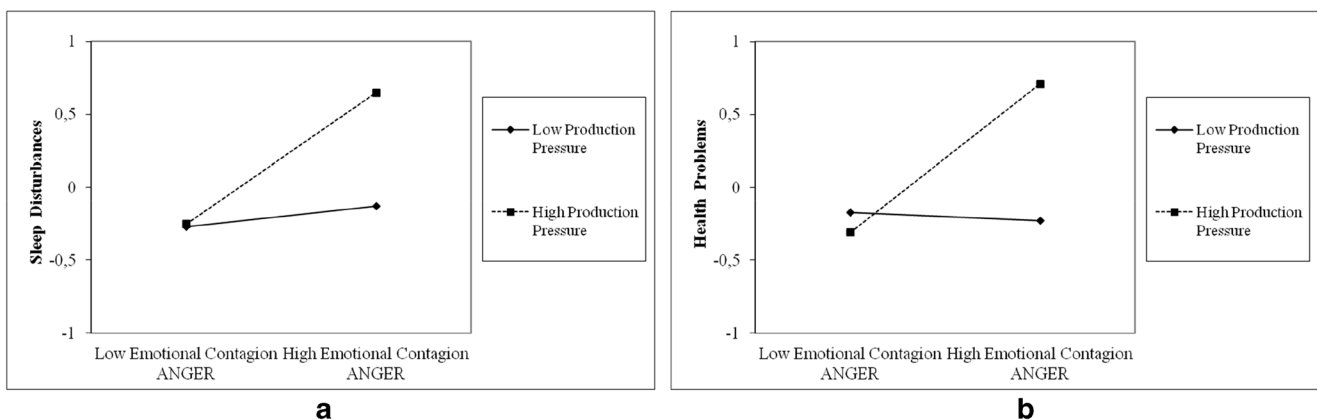 1
0,5
0
-0,5
-1
Sleep Disturbances
Low Emotional Contagion
ANGER
High Emotional Contagion
ANGER
Low Production
Pressure
High Production
Pressure
a
1
0,5
0
-0,5
-1
Health Problems
Low Emotional Contagion
ANGER
High Emotional Contagion
ANGER
Low Production
Pressure
High Production
Pressure
b